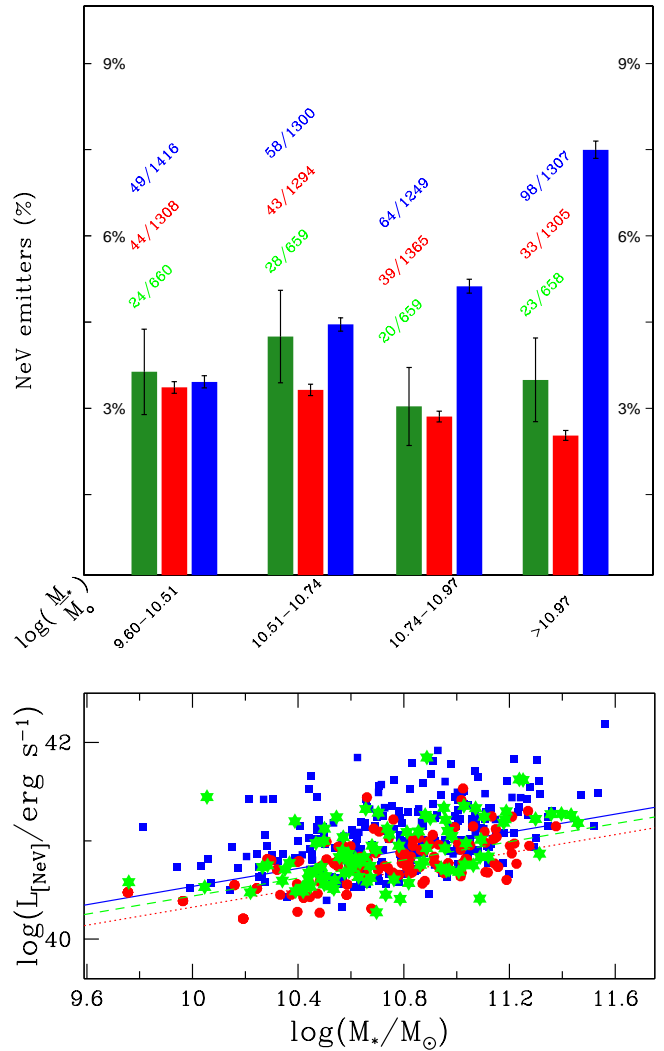 9% 9%
49/1416 58/1300 64/1249 98/1307
44/1308 43/1294 39/1365 33/1305
24/660 28/659 20/659 23/658
6% 6%
3% 3%
NeV emitters (%)
log(M*/M⊙)
9.60-10.51 10.51-10.74 10.74-10.97 >10.97
log(L[NeV]/erg s⁻¹)
42
40
9.6 10 10.4 10.8 11.2 11.6
log(M*/M⊙)